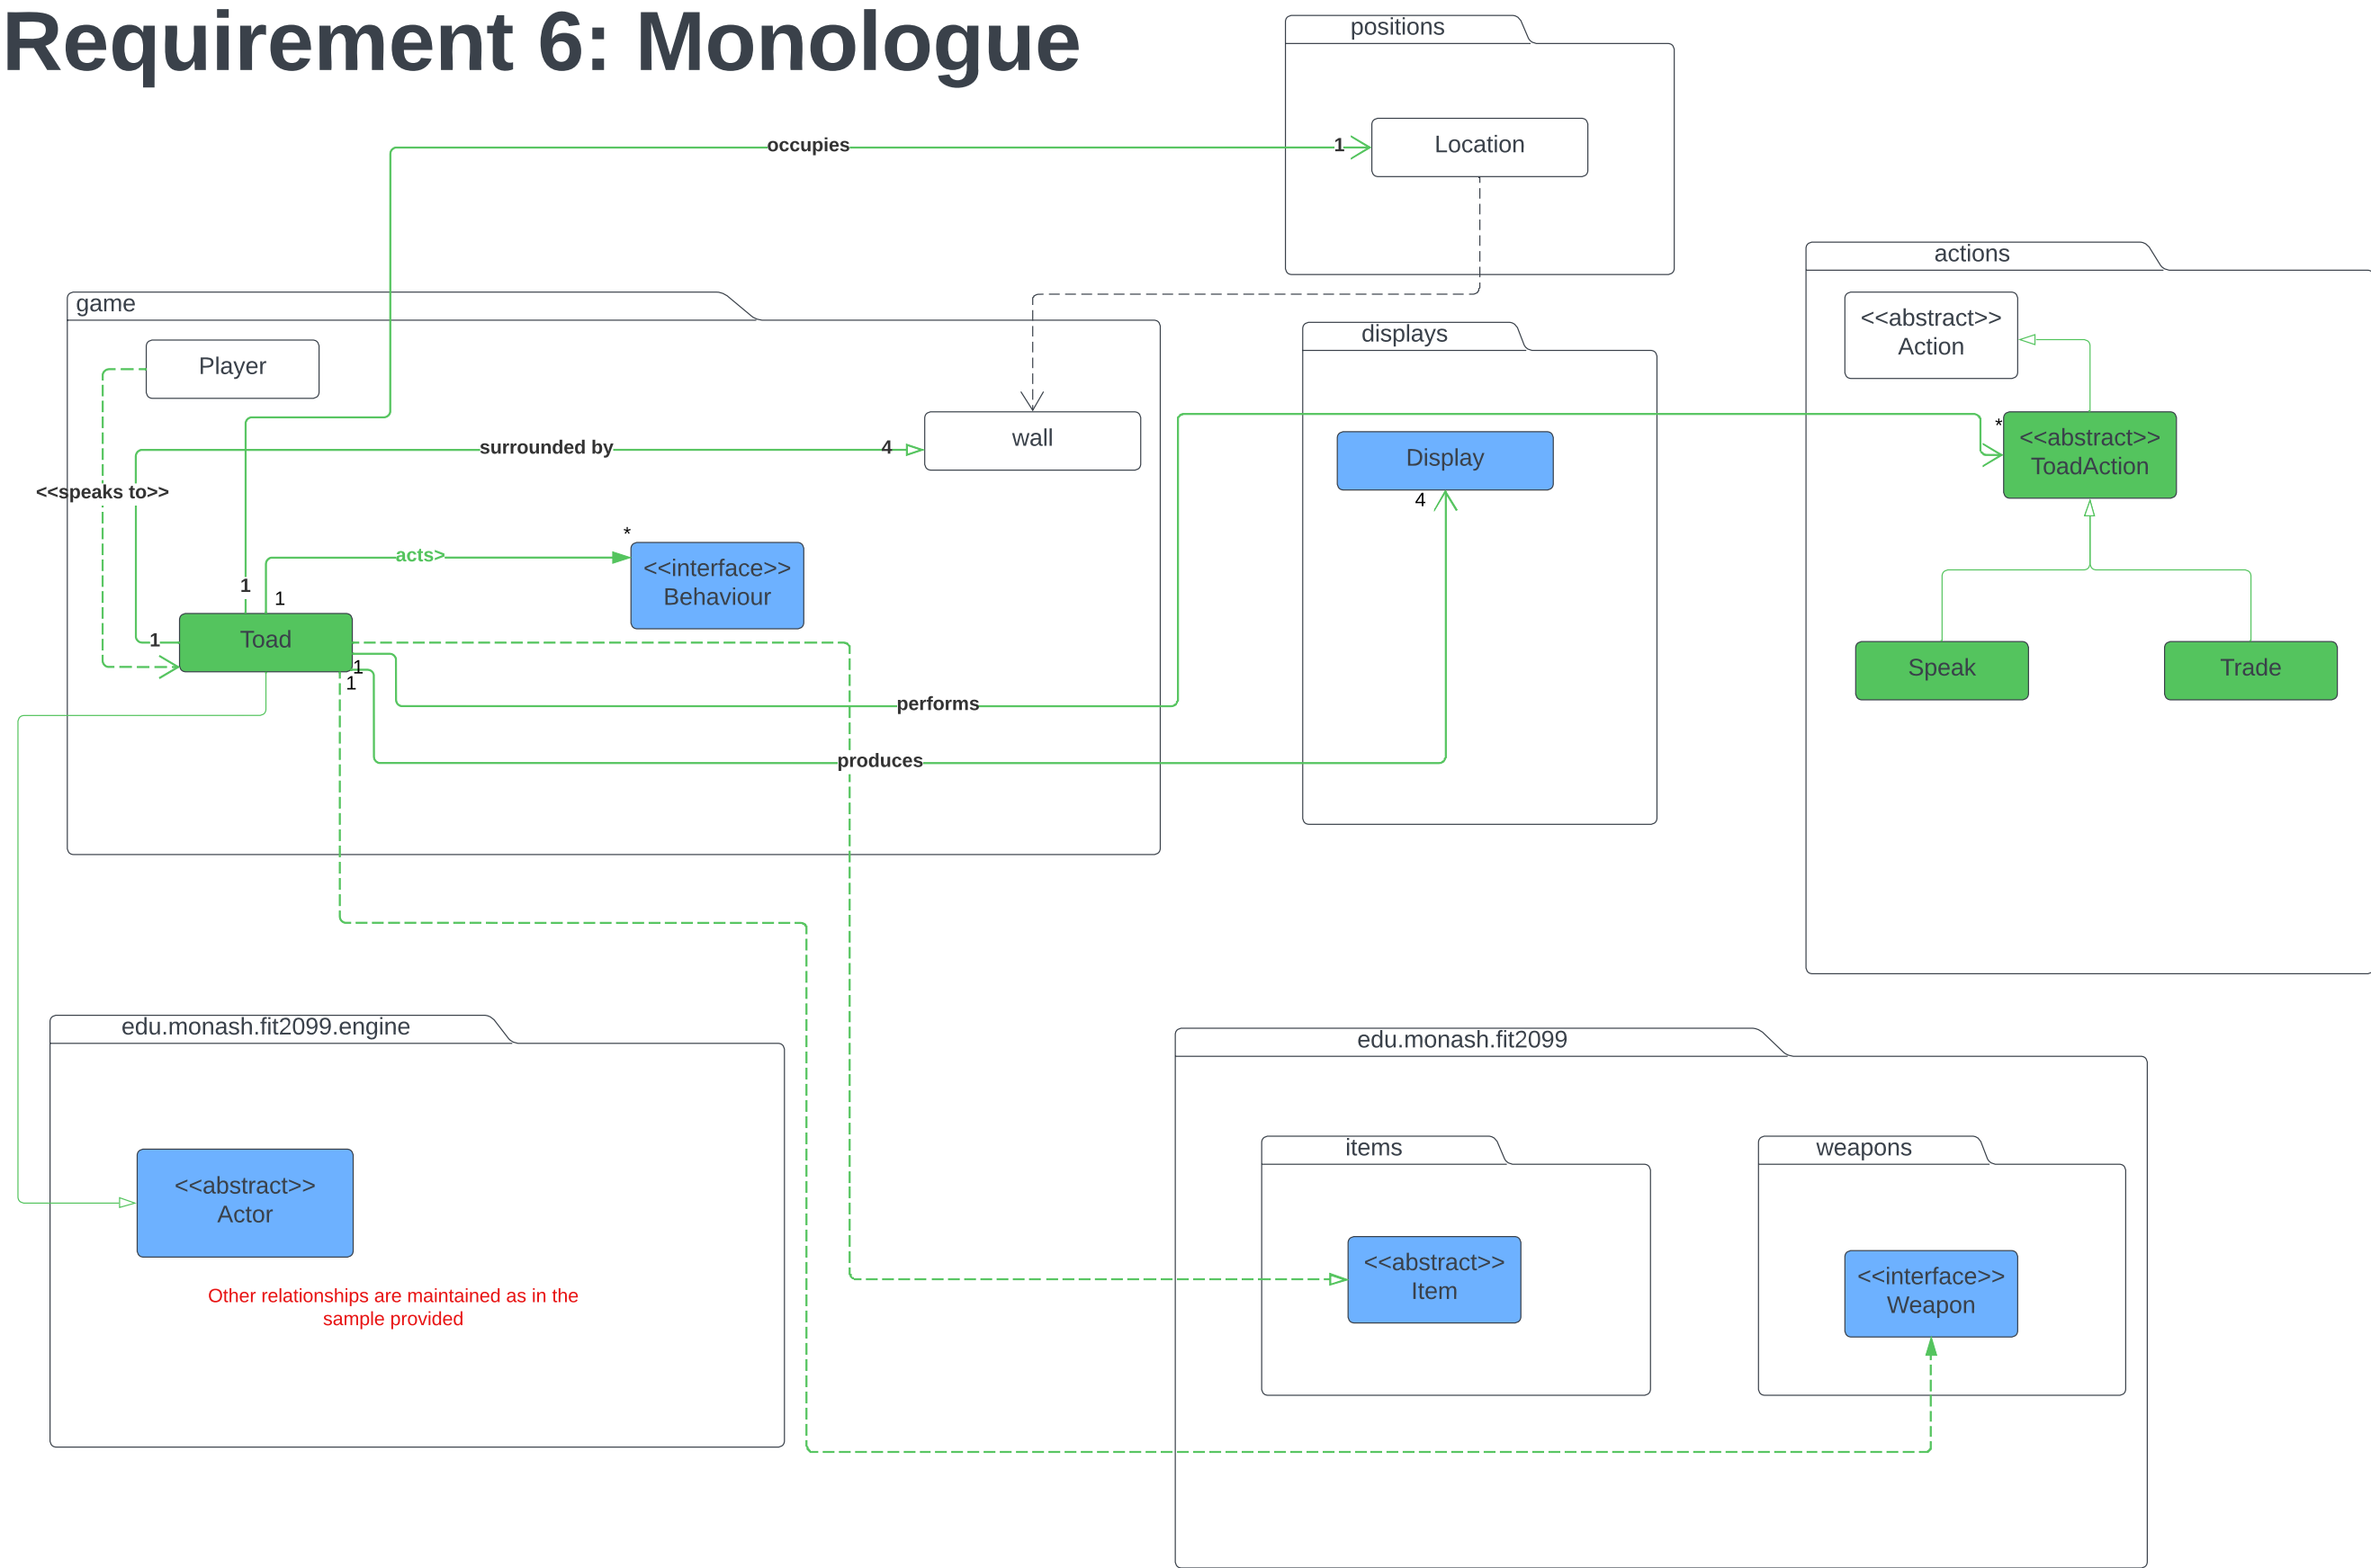 Requirement 6: Monologue
positions
occupies
1
Location
actions
game
<<abstract>>
Action
displays
Player
*
<<abstract>>
ToadAction
wall
surrounded by
4
Display
4
<<speaks to>>
*
acts>
<<interface>>
Behaviour
1
1
Toad
1
1
1
Speak
Trade
performs
produces
edu.monash.fit2099.engine
edu.monash.fit2099
items
weapons
<<abstract>>
Actor
<<abstract>>
Item
<<interface>>
Weapon
Other relationships are maintained as in the
sample provided